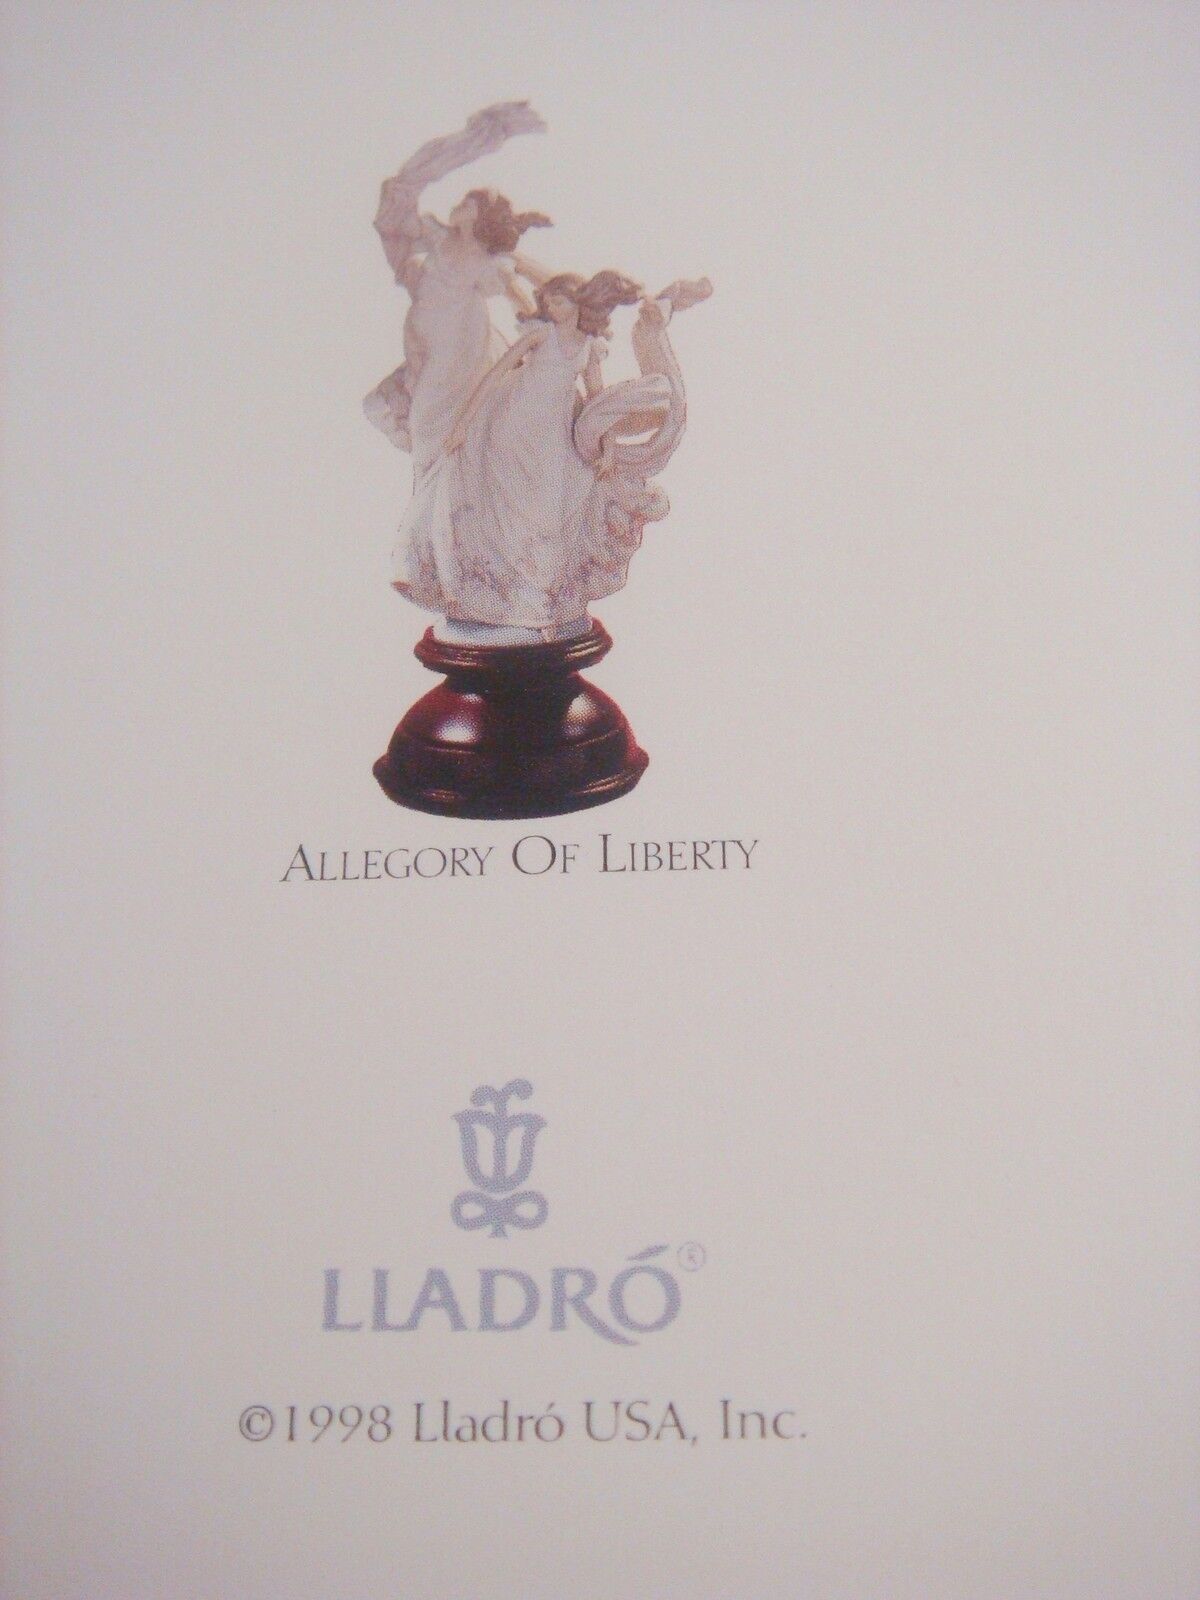 ALLEGORY OF LIBERTY
LLADRÓ®
©1998 Lladró USA, Inc.